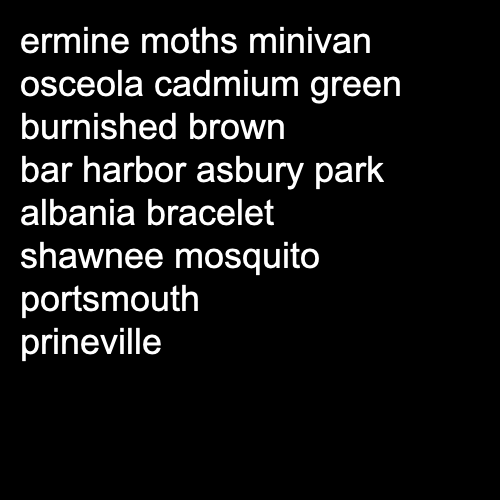 ermine moths minivan
osceola cadmium green
burnished brown
bar harbor asbury park
albania bracelet
shawnee mosquito
portsmouth
prineville